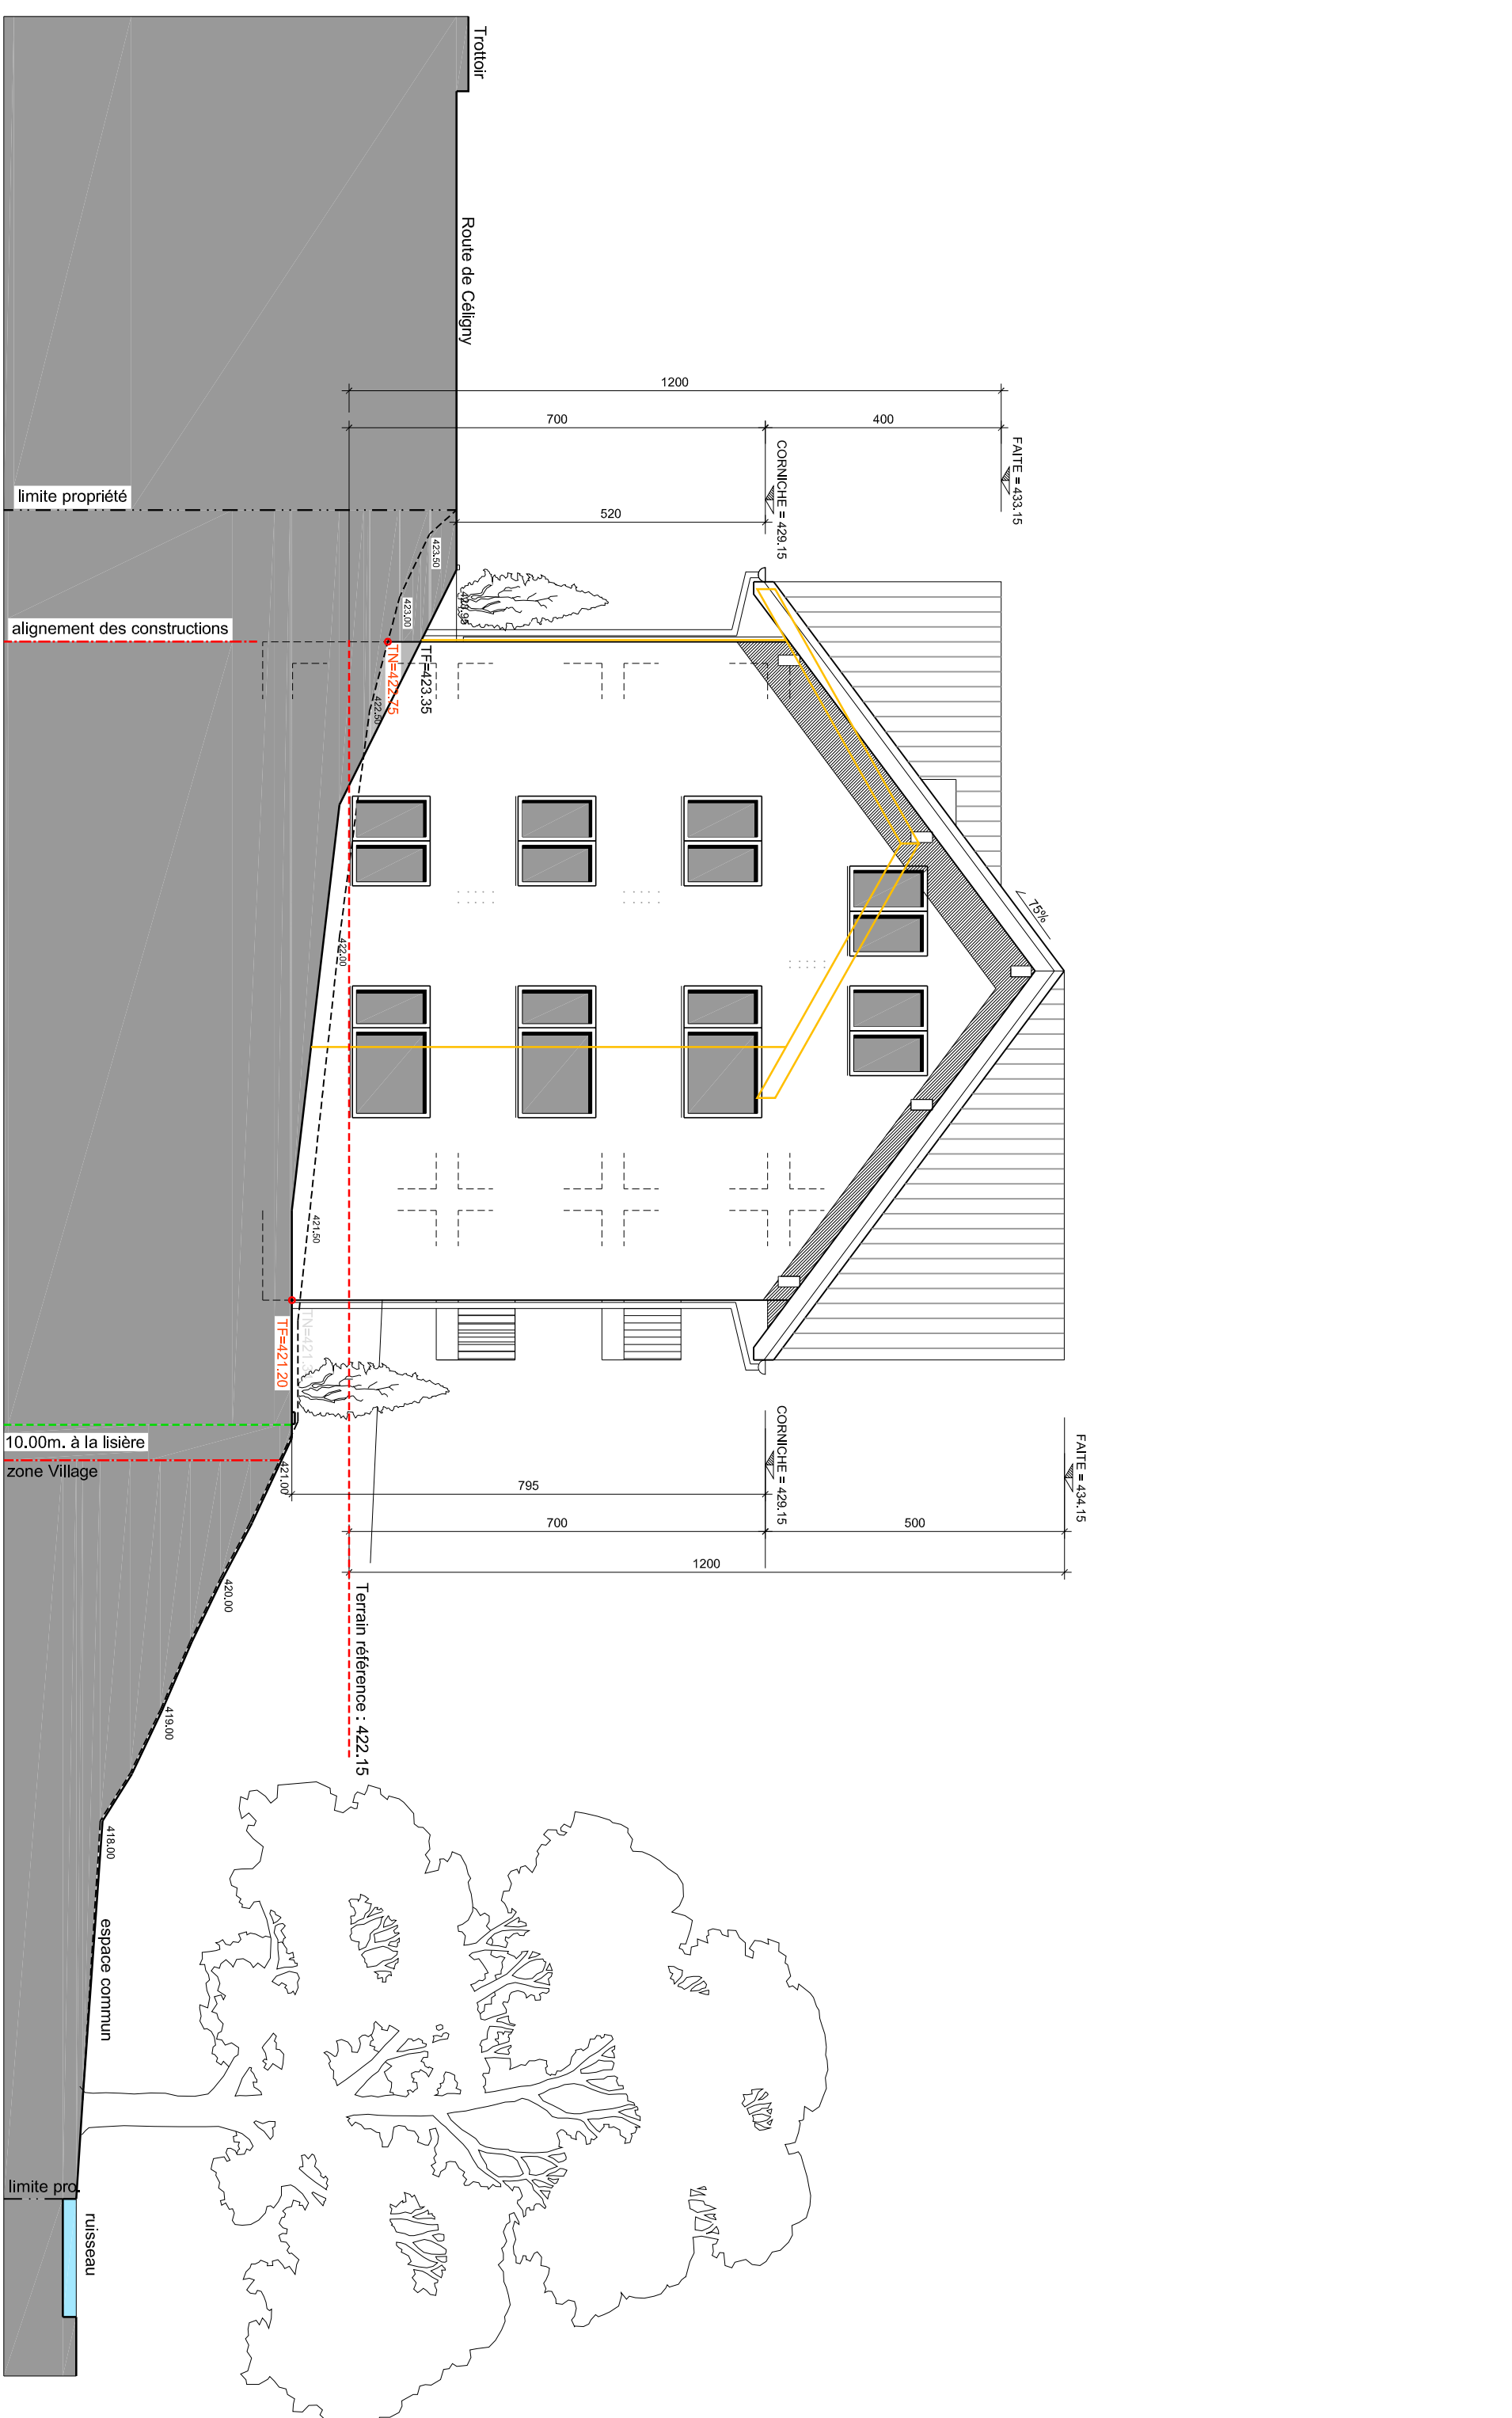 Trottoir
Route de Céligny
1200
700
400
FAITE = 433.15
CORNICHE = 429.15
520
limite propriété
423.50
423.00
alignement des constructions
TF=423.35
TN=422.75
422.50
75%
422.00
421.50
TF=421.20
10.00m. à la lisière
zone Village
421.00
CORNICHE = 429.15
FAITE = 434.15
795
700
500
1200
Terrain référence : 422.15
420.00
419.00
418.00
espace commun
limite pro.
ruisseau